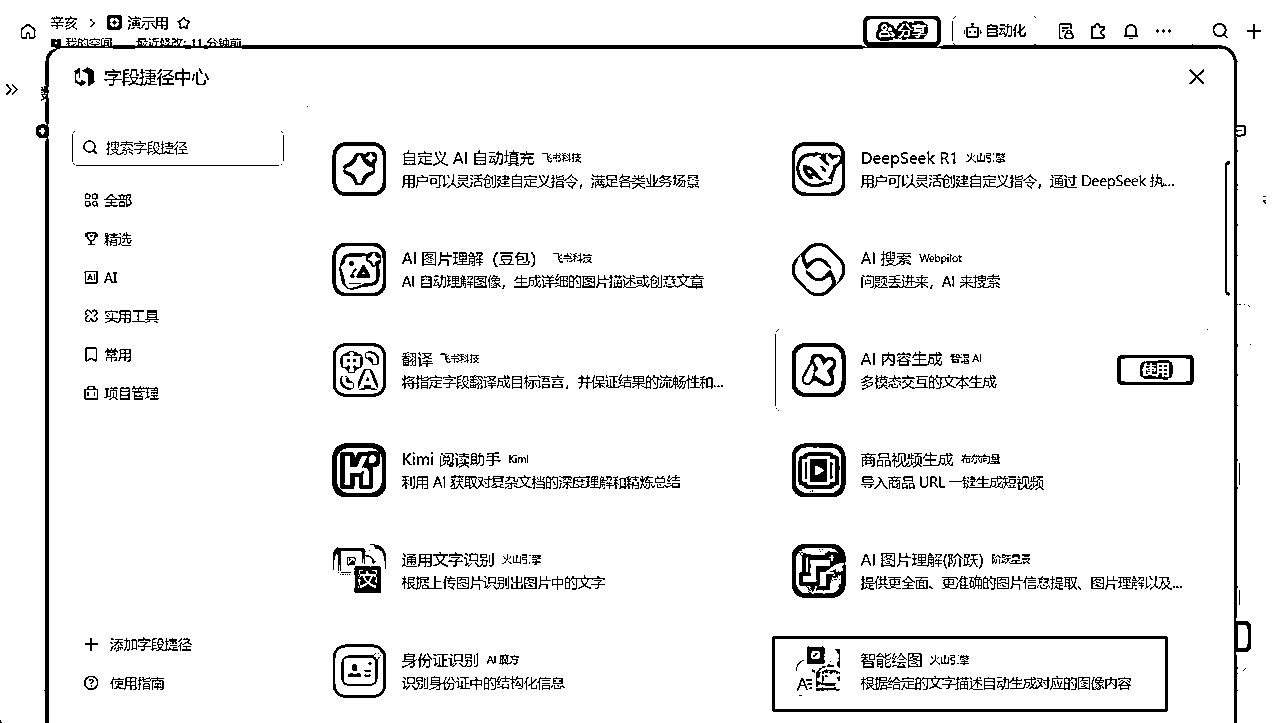 辛亥 > 演示用
我的空间 最近修改: 11 分钟前
分享
自动化
字段捷径中心
搜索字段捷径
全部
精选
AI
实用工具
常用
项目管理
添加字段捷径
使用指南
自定义 AI 自动填充 飞书科技
用户可以灵活创建自定义指令，满足各类业务场景
DeepSeek R1 火山引擎
用户可以灵活创建自定义指令，通过 DeepSeek 执...
AI 图片理解（豆包） 飞书科技
AI 自动理解图像，生成详细的图片描述或创意文章
AI 搜索 Webpilot
问题丢进来，AI 来搜索
翻译 飞书科技
将指定字段翻译成目标语言，并保证结果的流畅性和...
AI 内容生成 智谱 AI
多模态交互的文本生成
使用
Kimi 阅读助手 Kimi
利用 AI 获取对复杂文档的深度理解和精炼总结
商品视频生成 布尔向量
导入商品 URL 一键生成短视频
通用文字识别 火山引擎
根据上传图片识别出图片中的文字
AI 图片理解(阶跃) 阶跃星辰
提供更全面、更准确的图片信息提取、图片理解以及...
身份证识别 AI 魔方
识别身份证中的结构化信息
智能绘图 火山引擎
根据给定的文字描述自动生成对应的图像内容